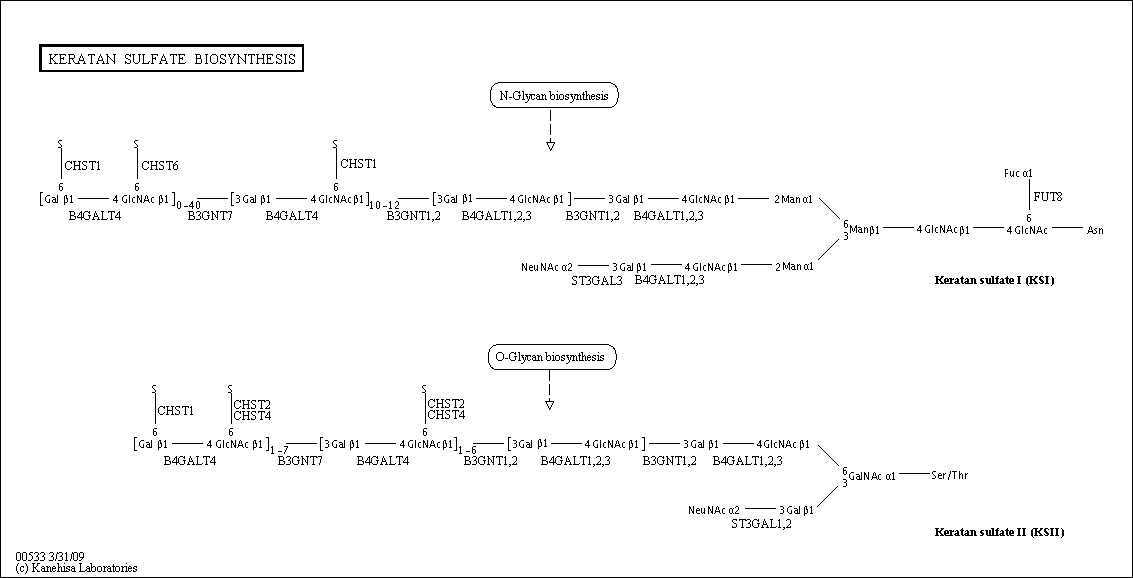 KERATAN SULFATE BIOSYNTHESIS
N-Glycan biosynthesis
S S S
CHST1 CHST6 CHST1 Fuc α1
6 6 6 FUT8
6
[Gal β1 4 GlcNAc β1]0-40 [3 Gal β1 4 GlcNAc β1]10-12 [3 Gal β1 4 GlcNAc β1] 3 Gal β1 4 GlcNAc β1 2 Man α1
B4GALT4 B3GNT7 B4GALT4 B3GNT1,2 B4GALT1,2,3 B3GNT1,2 B4GALT1,2,3
6
3 Man β1 4 GlcNAc β1 4 GlcNAc Asn
NeuNAc α2 3 Gal β1 4 GlcNAc β1 2 Man α1
ST3GAL3 B4GALT1,2,3
Keratan sulfate I (KSI)
O-Glycan biosynthesis
S S S
CHST1 CHST2 CHST2
CHST4 CHST4
6 6 6
[Gal β1 4 GlcNAc β1]1-7 [3 Gal β1 4 GlcNAc β1]1-6 [3 Gal β1 4 GlcNAc β1] 3 Gal β1 4 GlcNAc β1
B4GALT4 B3GNT7 B4GALT4 B3GNT1,2 B4GALT1,2,3 B3GNT1,2 B4GALT1,2,3
6
3 GalNAc α1 Ser/Thr
NeuNAc α2 3 Gal β1
ST3GAL1,2
Keratan sulfate II (KSII)
00533 3/31/09
(c) Kanehisa Laboratories